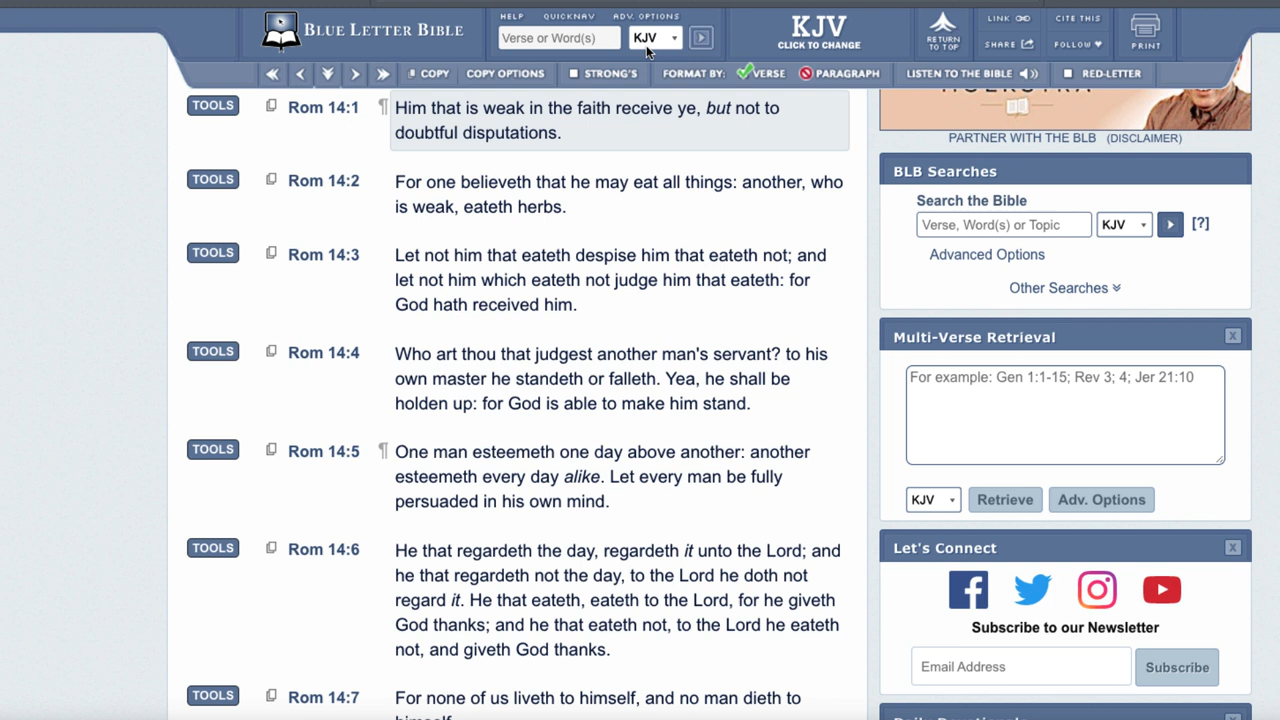 BLUE LETTER BIBLE
HELP QUICKNAV ADV. OPTIONS
Verse or Word(s) KJV
KJV
CLICK TO CHANGE
RETURN
TO TOP
LINK
SHARE
CITE THIS
FOLLOW
PRINT
COPY COPY OPTIONS STRONG'S FORMAT BY: VERSE PARAGRAPH LISTEN TO THE BIBLE RED-LETTER
TOOLS Rom 14:1 ¶ Him that is weak in the faith receive ye, but not to
doubtful disputations.
TOOLS Rom 14:2 For one believeth that he may eat all things: another, who
is weak, eateth herbs.
TOOLS Rom 14:3 Let not him that eateth despise him that eateth not; and
let not him which eateth not judge him that eateth: for
God hath received him.
TOOLS Rom 14:4 Who art thou that judgest another man's servant? to his
own master he standeth or falleth. Yea, he shall be
holden up: for God is able to make him stand.
TOOLS Rom 14:5 ¶ One man esteemeth one day above another: another
esteemeth every day alike. Let every man be fully
persuaded in his own mind.
TOOLS Rom 14:6 He that regardeth the day, regardeth it unto the Lord; and
he that regardeth not the day, to the Lord he doth not
regard it. He that eateth, eateth to the Lord, for he giveth
God thanks; and he that eateth not, to the Lord he eateth
not, and giveth God thanks.
TOOLS Rom 14:7 For none of us liveth to himself, and no man dieth to
himself.
PARTNER WITH THE BLB (DISCLAIMER)
BLB Searches
Search the Bible
Verse, Word(s) or Topic KJV [?]
Advanced Options
Other Searches
Multi-Verse Retrieval X
For example: Gen 1:1-15; Rev 3; 4; Jer 21:10
KJV Retrieve Adv. Options
Let's Connect X
Subscribe to our Newsletter
Email Address Subscribe